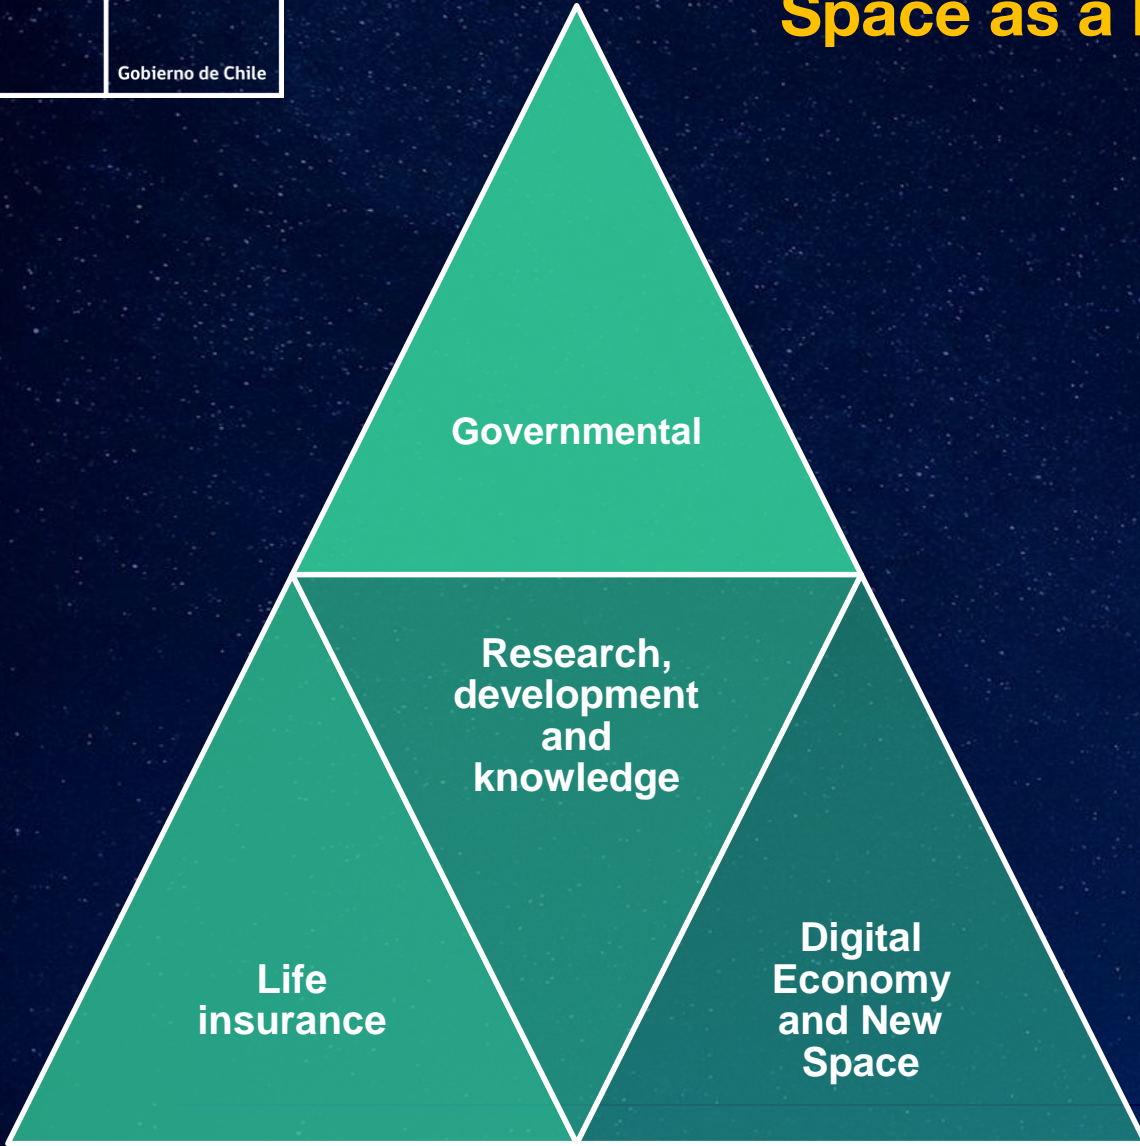 Space as a
Gobierno de Chile
Governmental
Research,
development
and
knowledge
Life
insurance
Digital
Economy
and New
Space